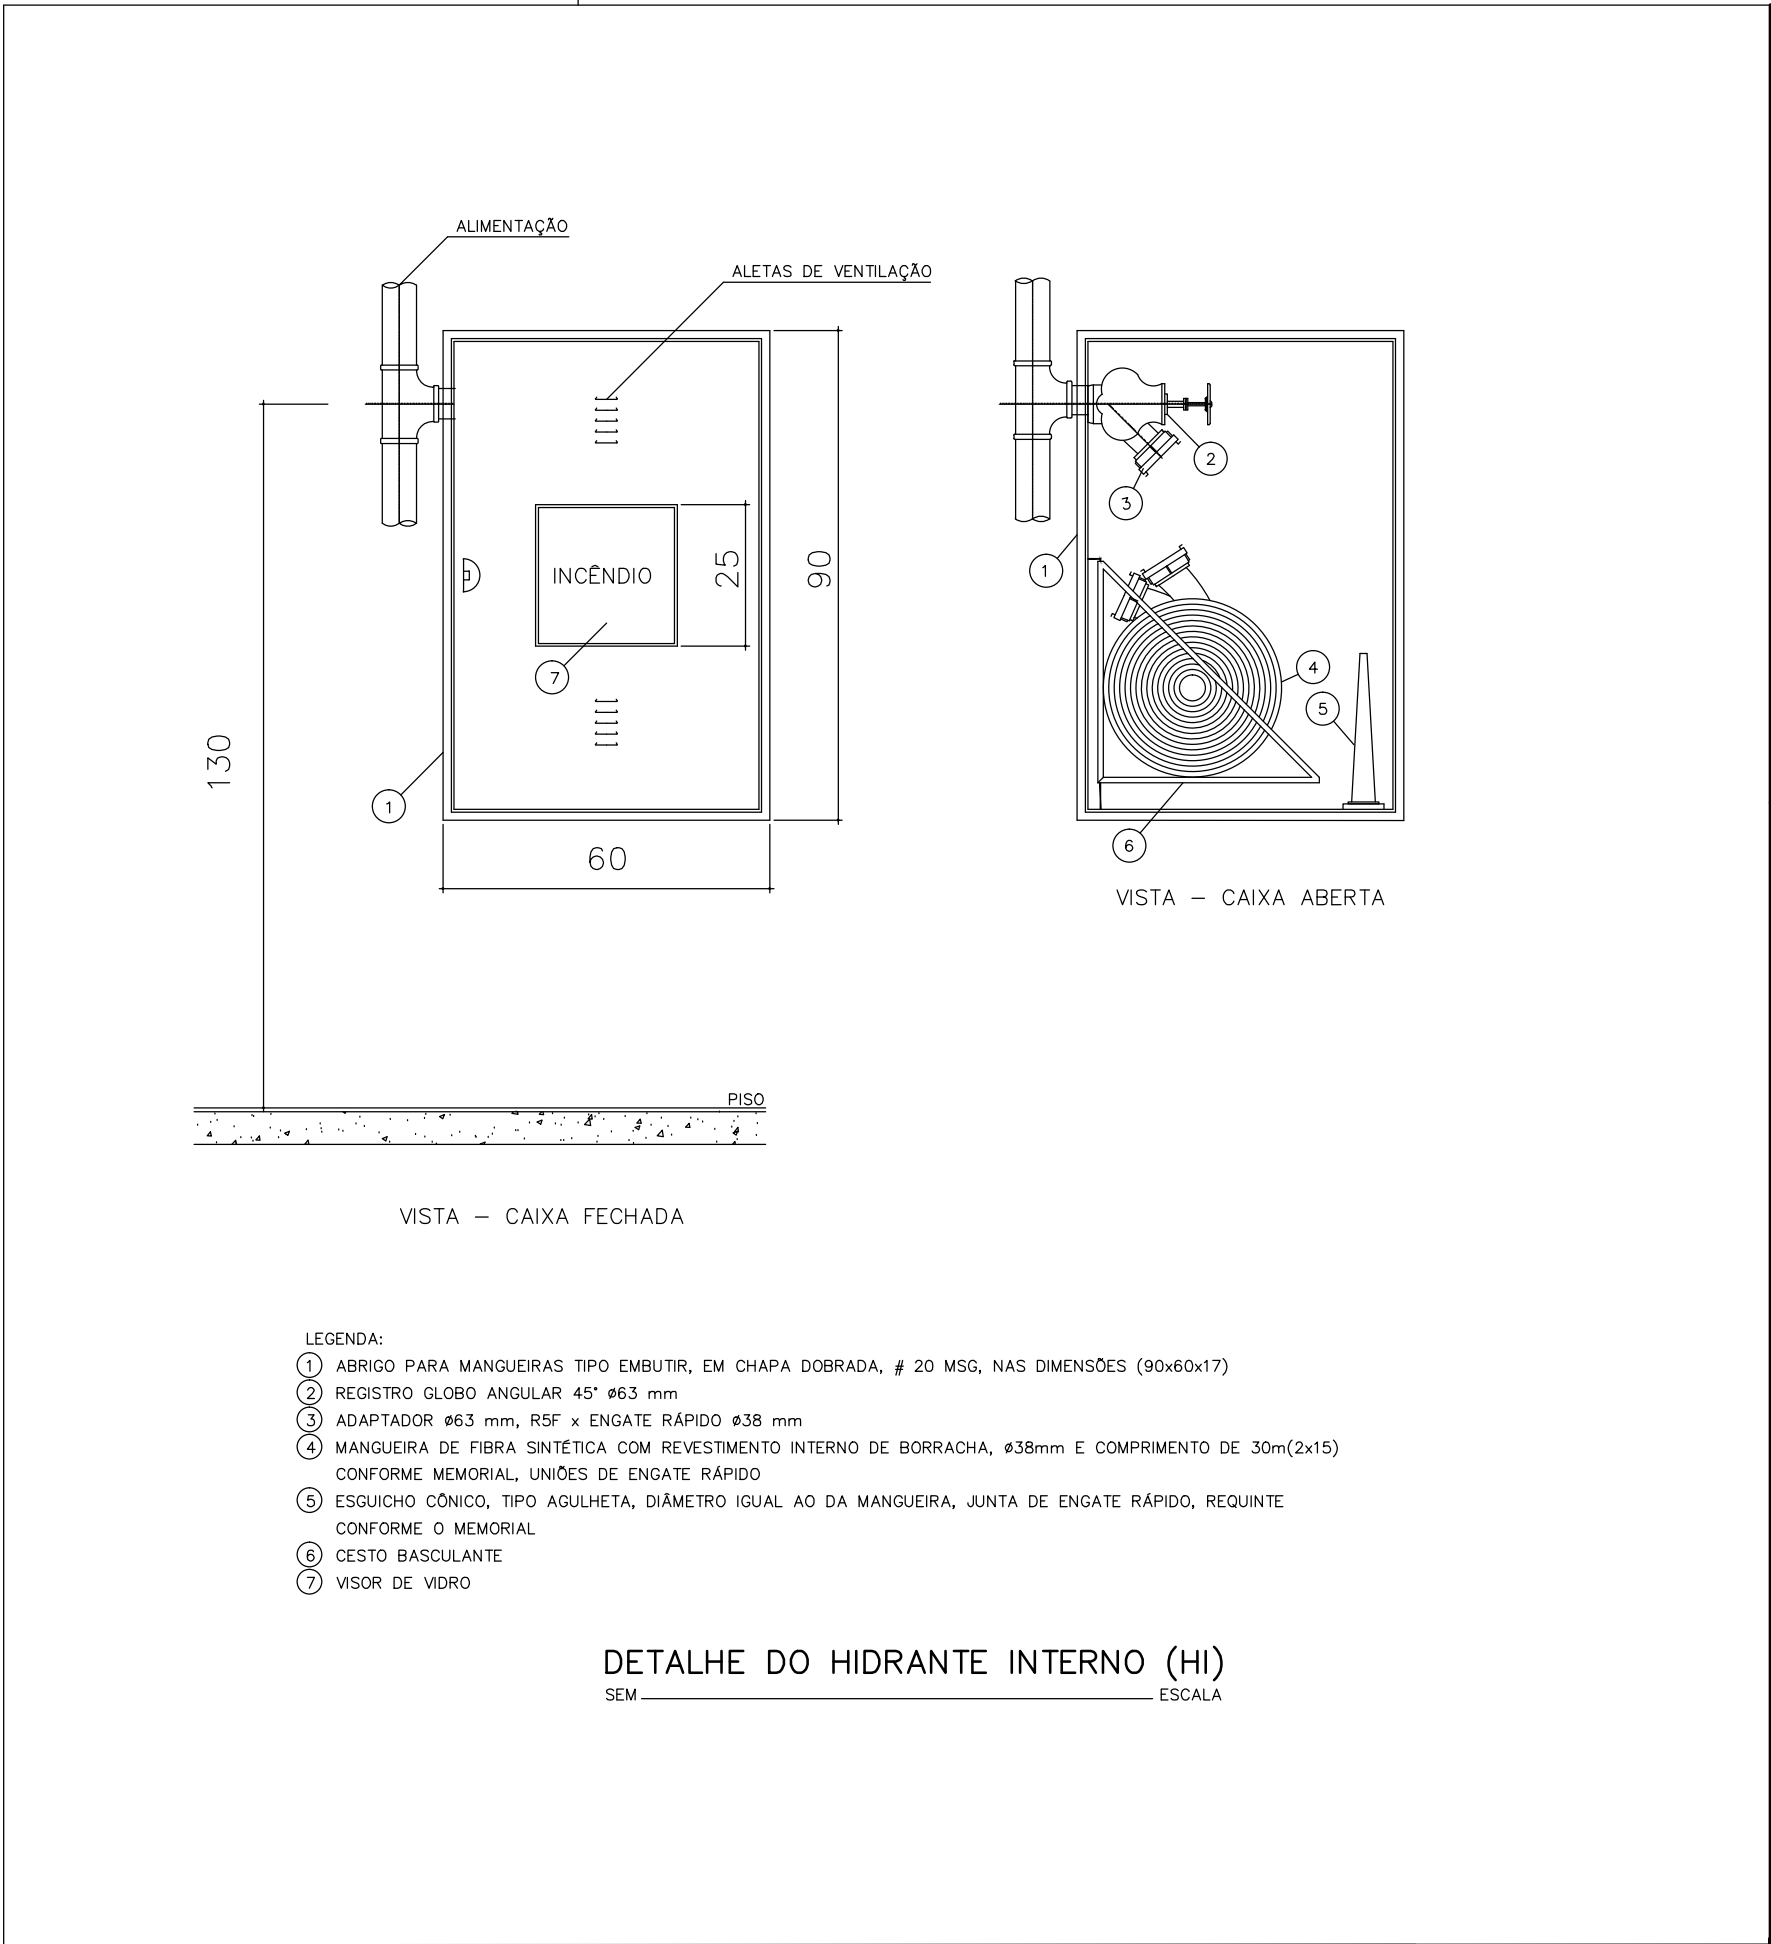 ALIMENTAÇÃO
ALETAS DE VENTILAÇÃO
INCÊNDIO
25
90
7
130
1
60
2
3
1
4
5
6
VISTA – CAIXA ABERTA
PISO
VISTA – CAIXA FECHADA
LEGENDA:
1 ABRIGO PARA MANGUEIRAS TIPO EMBUTIR, EM CHAPA DOBRADA, # 20 MSG, NAS DIMENSÕES (90x60x17)
2 REGISTRO GLOBO ANGULAR 45° ø63 mm
3 ADAPTADOR ø63 mm, R5F x ENGATE RÁPIDO ø38 mm
4 MANGUEIRA DE FIBRA SINTÉTICA COM REVESTIMENTO INTERNO DE BORRACHA, ø38mm E COMPRIMENTO DE 30m(2x15)
CONFORME MEMORIAL, UNIÕES DE ENGATE RÁPIDO
5 ESGUICHO CÔNICO, TIPO AGULHETA, DIÂMETRO IGUAL AO DA MANGUEIRA, JUNTA DE ENGATE RÁPIDO, REQUINTE
CONFORME O MEMORIAL
6 CESTO BASCULANTE
7 VISOR DE VIDRO
DETALHE DO HIDRANTE INTERNO (HI)
SEM ESCALA